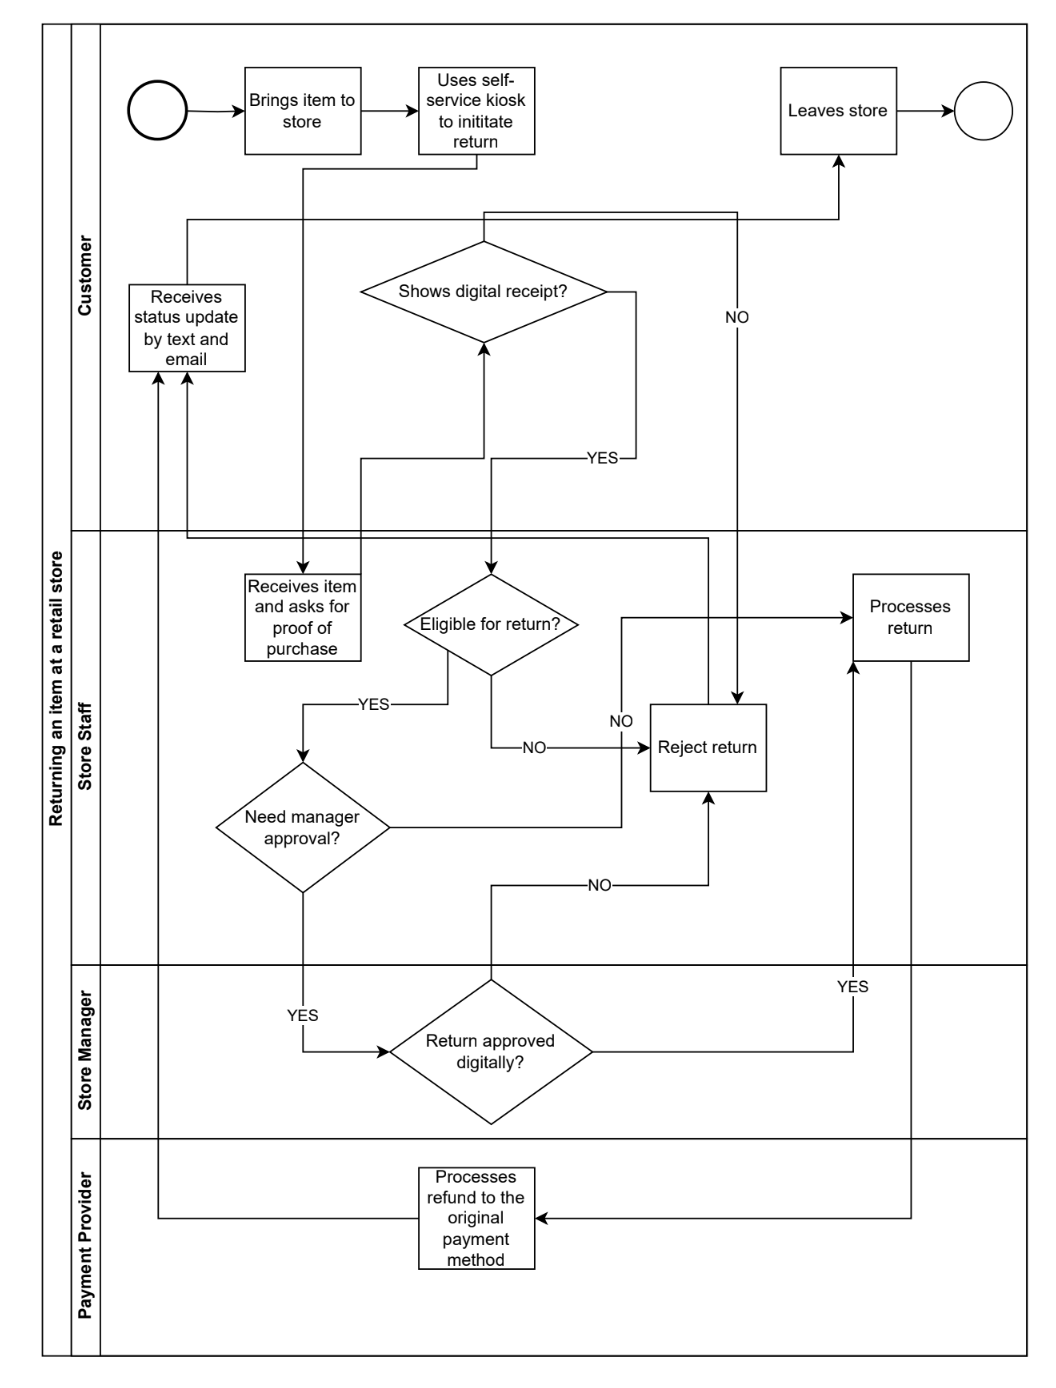 Returning an item at a retail store
Customer
Brings item to
store
Uses self-
service kiosk
to inititate
return
Leaves store
Shows digital receipt?
NO
Receives
status update
by text and
email
YES
Store Staff
Receives item
and asks for
proof of
purchase
Eligible for return?
Processes
return
YES
NO
NO
Reject return
Need manager
approval?
NO
Store Manager
YES
YES
Return approved
digitally?
Payment Provider
Processes
refund to the
original
payment
method